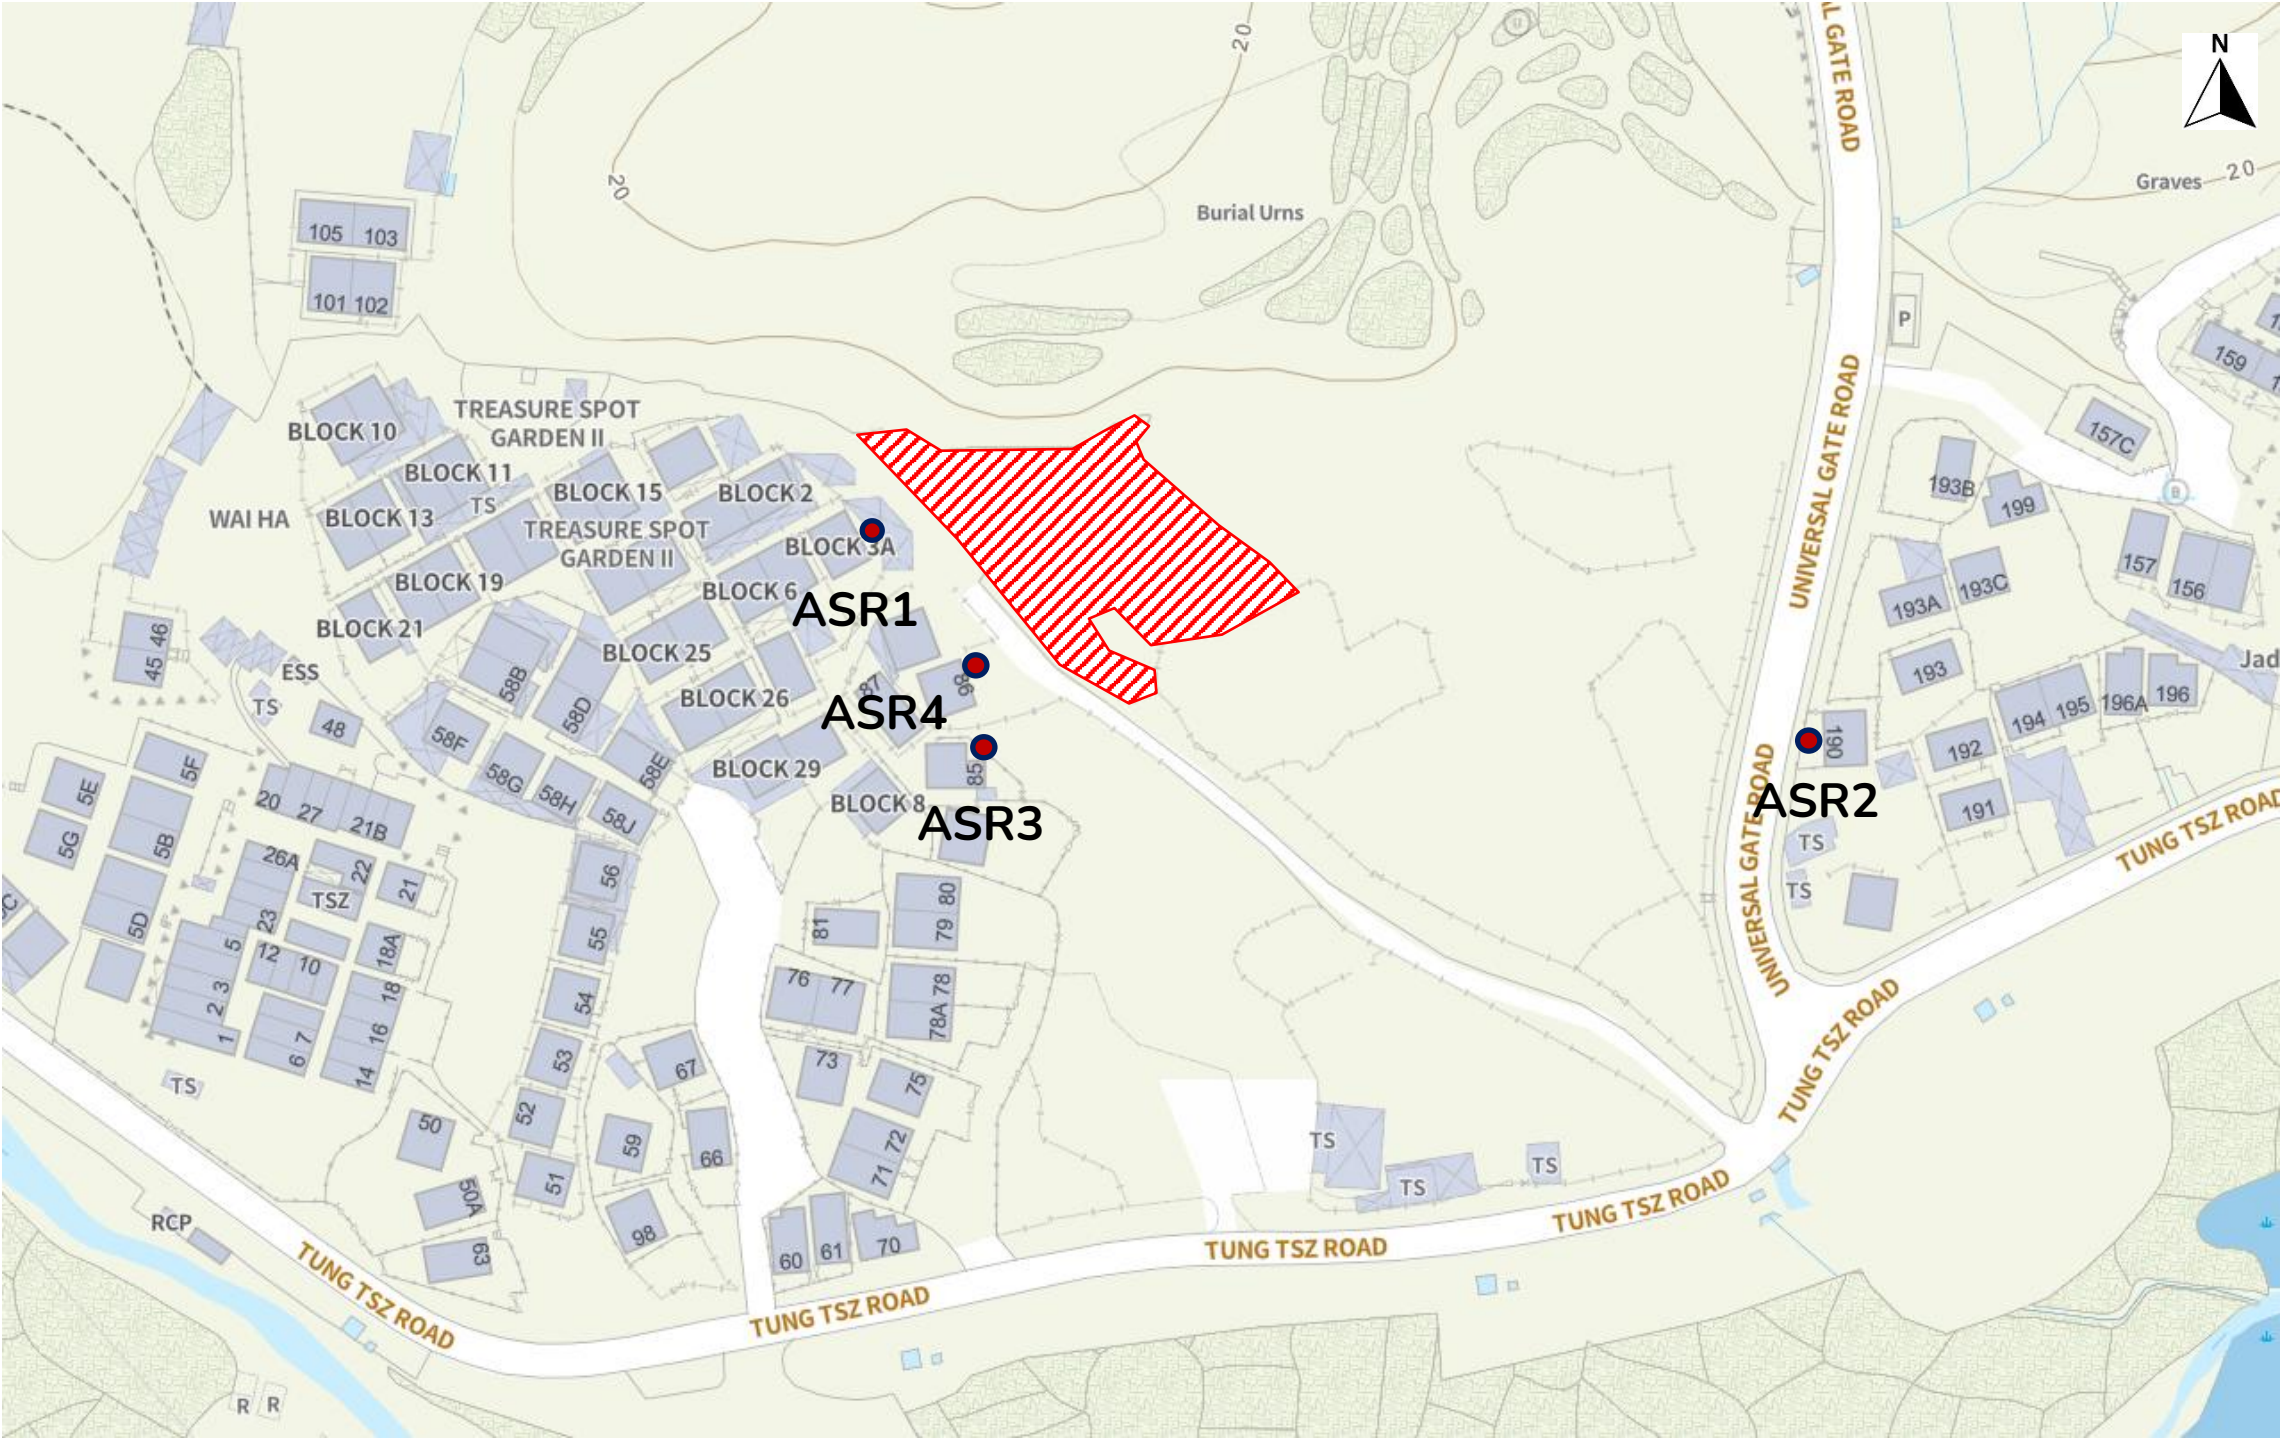 N
20
UNIVERSAL GATE ROAD
Graves
20
20
Burial Urns
105 103
101 102
P
159
TREASURE SPOT
GARDEN II
BLOCK 10
157C
BLOCK 11
TS
BLOCK 15
BLOCK 2
193B
199
WAI HA
BLOCK 13
TREASURE SPOT
GARDEN II
BLOCK 3A
UNIVERSAL GATE ROAD
157
156
BLOCK 19
BLOCK 6
ASR1
193A
193C
BLOCK 21
45 46
ESS
58B
BLOCK 25
193
Jad
TS
48
58D
BLOCK 26
87
86
ASR4
194 195
196A
196
58F
58E
BLOCK 29
85
190
192
5F
5E
58G
58H
58J
BLOCK 8
ASR3
ASR2
191
20
27
21B
5G
5B
UNIVERSAL GATE ROAD
TS
TUNG TSZ ROAD
26A
22
56
TSZ
21
TS
5D
23
80
79
81
55
5
12
10
18A
76
77
78
78A
54
3
2
1
18
16
14
7
6
TUNG TSZ ROAD
53
73
75
67
TS
52
50
59
66
72
71
TS
TS
TS
51
50A
RCP
98
63
60
61
70
TUNG TSZ ROAD
TUNG TSZ ROAD
TUNG TSZ ROAD
TUNG TSZ ROAD
R R